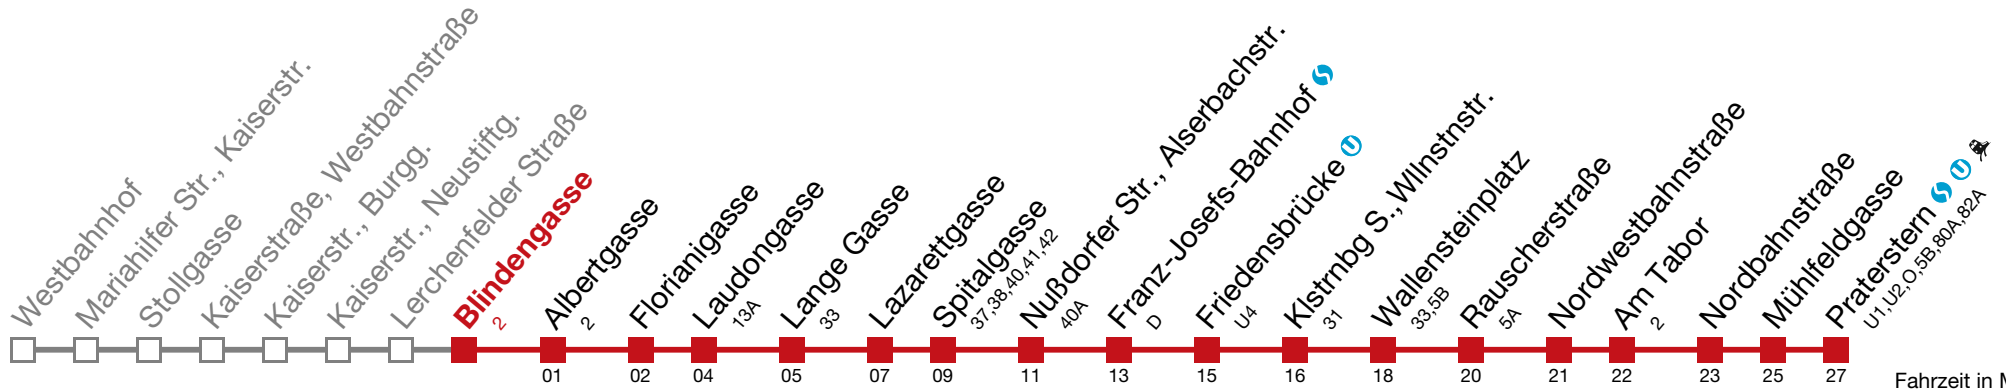 Westbahnhof
Mariahilfer Str., Kaiserstr.
Stollgasse
Kaiserstraße, Westbahnstraße
Kaiserstr., Burgg.
Kaiserstr., Neustiftg.
Lerchenfelder Straße
Blindengasse
2
Albertgasse
2
Florianigasse
Laudongasse
13A
Lange Gasse
33
Lazarettgasse
Spitalgasse
37,38,40,41,42
Nußdorfer Str., Alserbachstr.
40A
Franz-Josefs-Bahnhof S
D
Friedensbrücke U
U4
Klstrnbg S., Wllnstnstr.
31
Wallensteinplatz
33,5B
Rauscherstraße
5A
Nordwestbahnstraße
Am Tabor
2
Nordbahnstraße
Mühlfeldgasse
Praterstern S U
U1,U2,O,5B,80A,82A
01 02 04 05 07 09 11 13 15 16 18 20 21 22 23 25 27
Fahrzeit in M